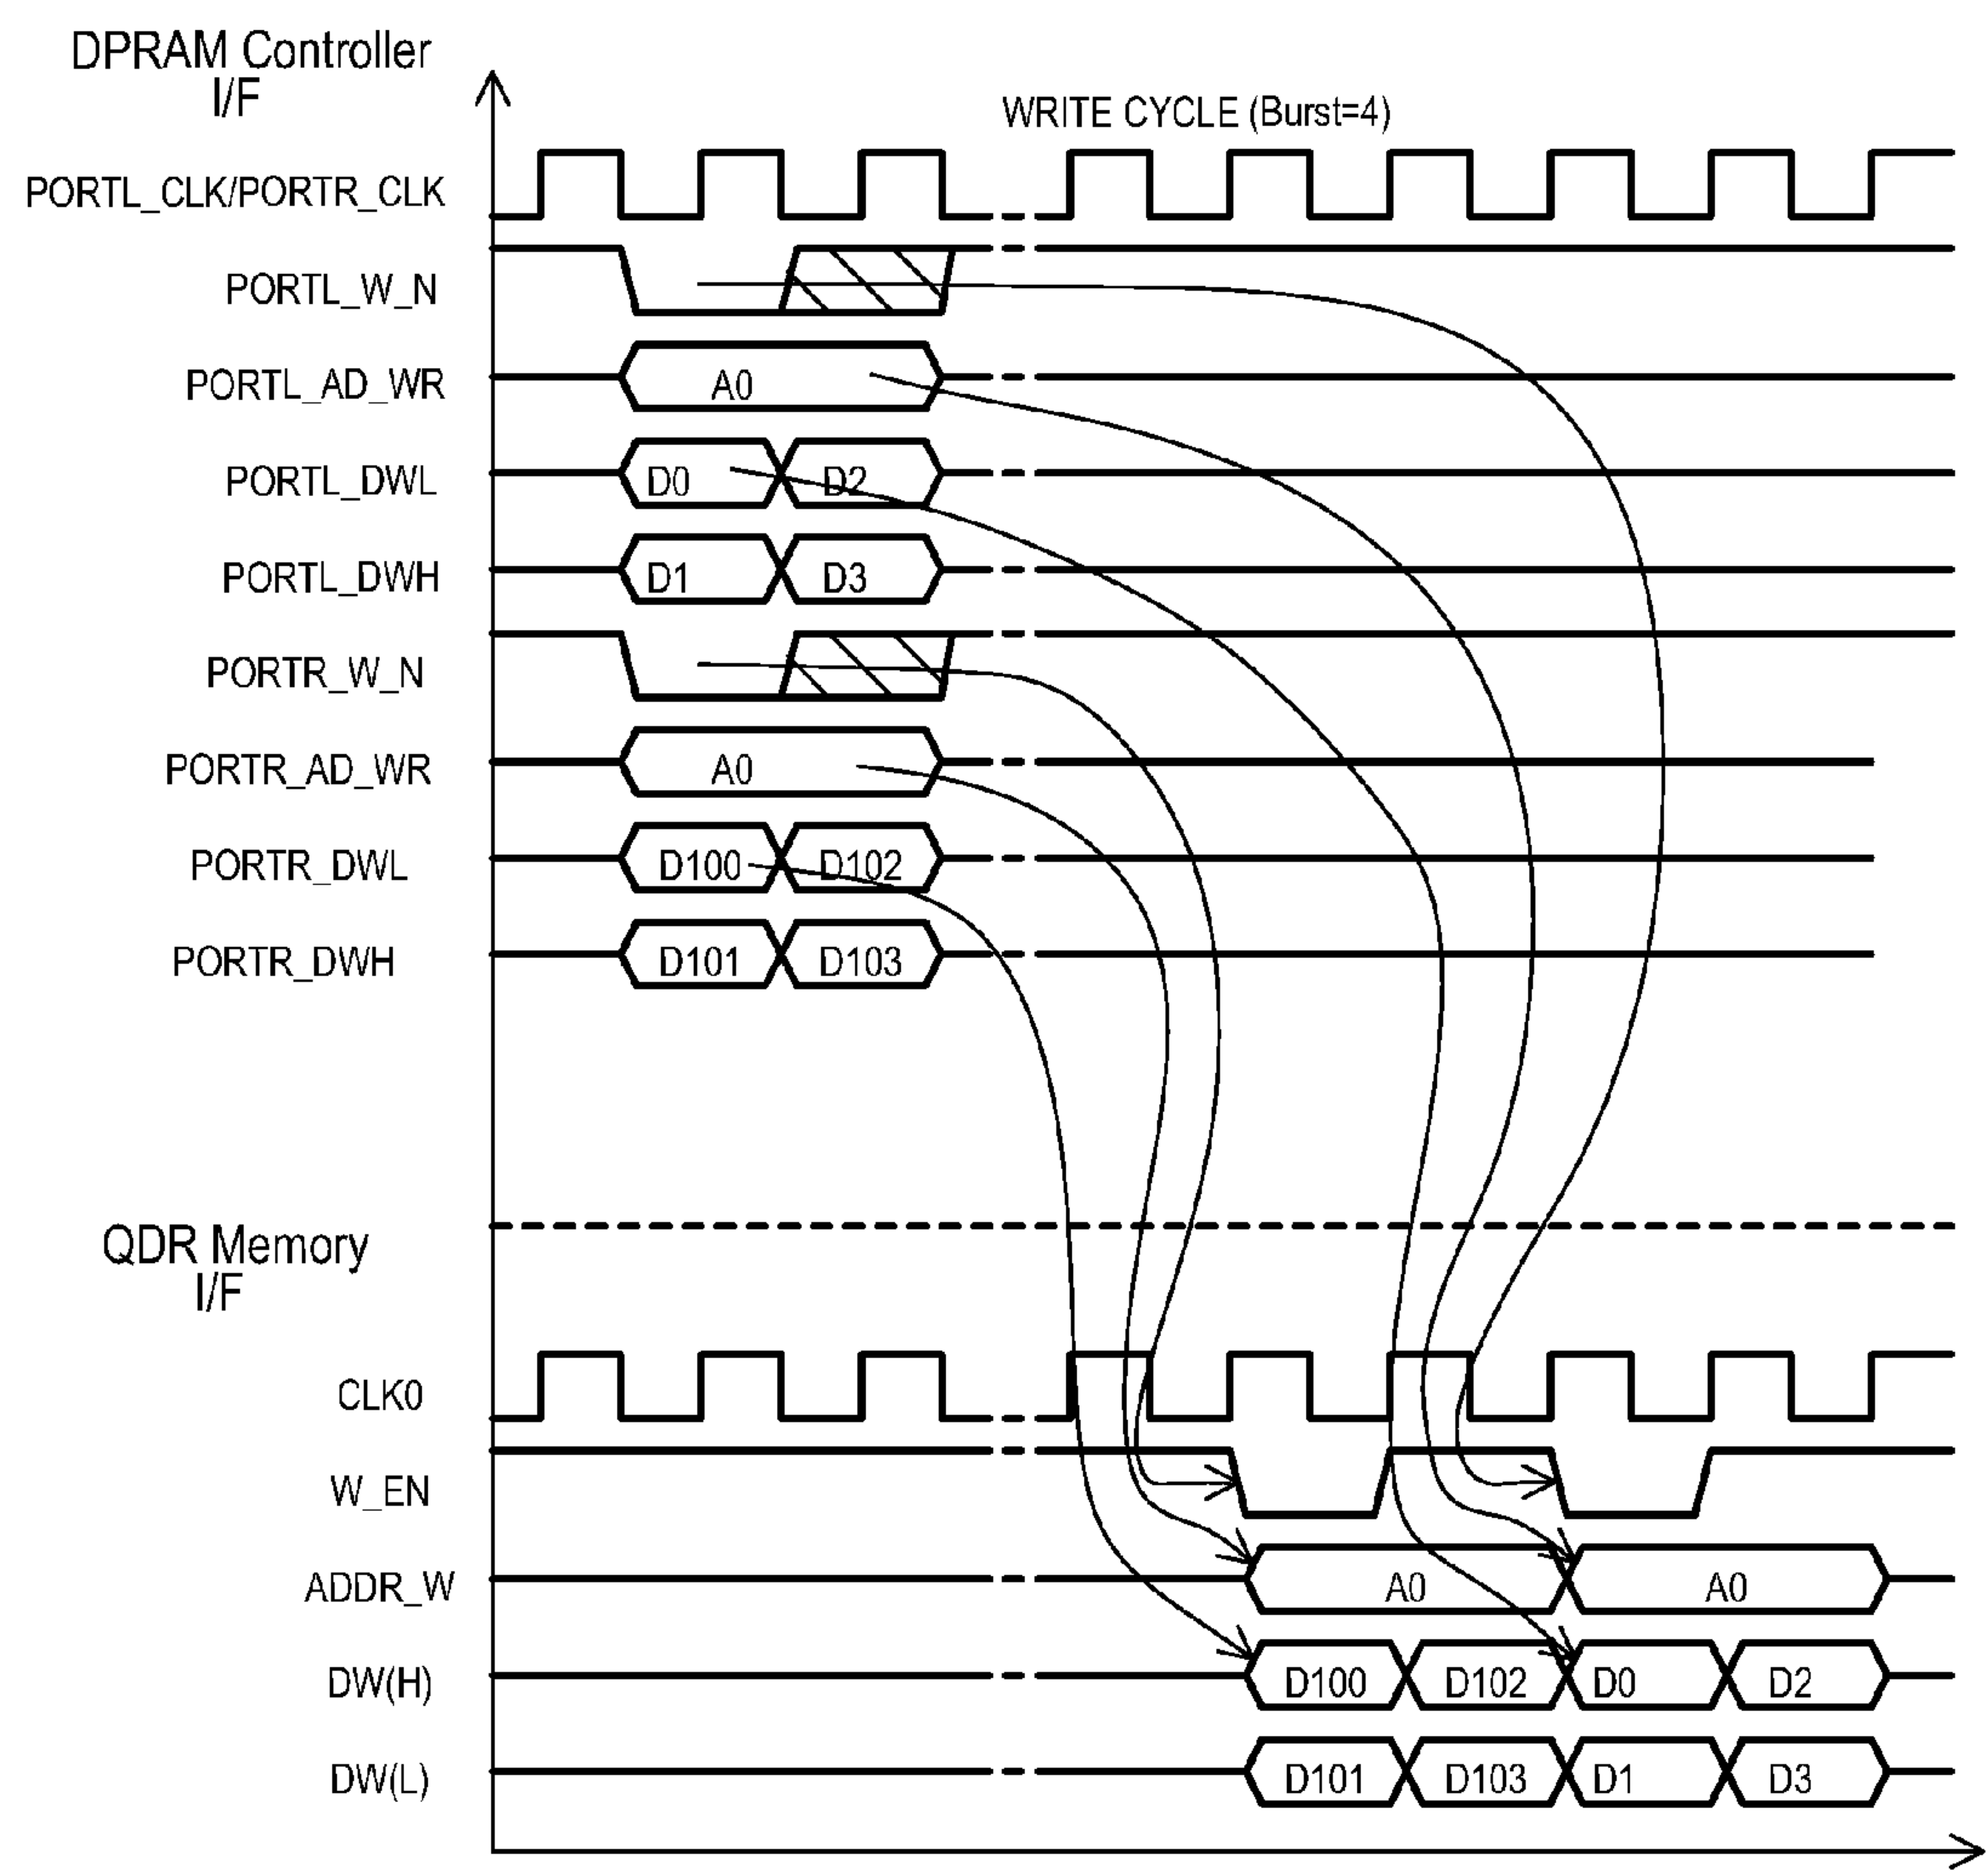 DPRAM Controller
I/F
WRITE CYCLE (Burst=4)
PORTL_CLK/PORTR_CLK
PORTL_W_N
PORTL_AD_WR A0
PORTL_DWL D0 D2
PORTL_DWH D1 D3
PORTR_W_N
PORTR_AD_WR A0
PORTR_DWL D100 D102
PORTR_DWH D101 D103
QDR Memory
I/F
CLK0
W_EN
ADDR_W A0 A0
DW(H) D100 D102 D0 D2
DW(L) D101 D103 D1 D3